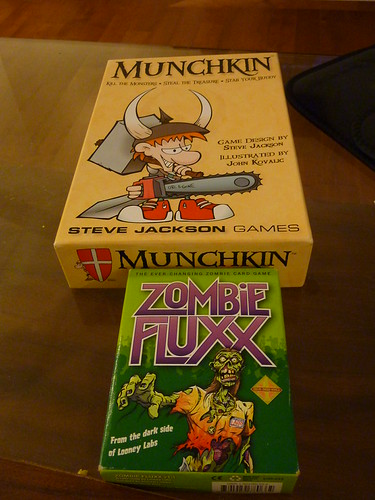 MUNCHKIN
KILL THE MONSTERS • STEAL THE TREASURE • STAB YOUR BUDDY
GAME DESIGN BY
STEVE JACKSON
ILLUSTRATED BY
JOHN KOVALIC
STEVE JACKSON GAMES
MUNCHKIN™
THE EVER-CHANGING ZOMBIE CARD GAME
ZOMBIE
FLUXX
From the dark side
of Looney Labs